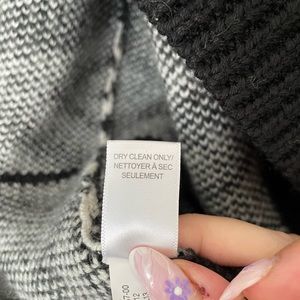 DRY CLEAN ONLY/
NETTOYER À SEC
SEULEMENT